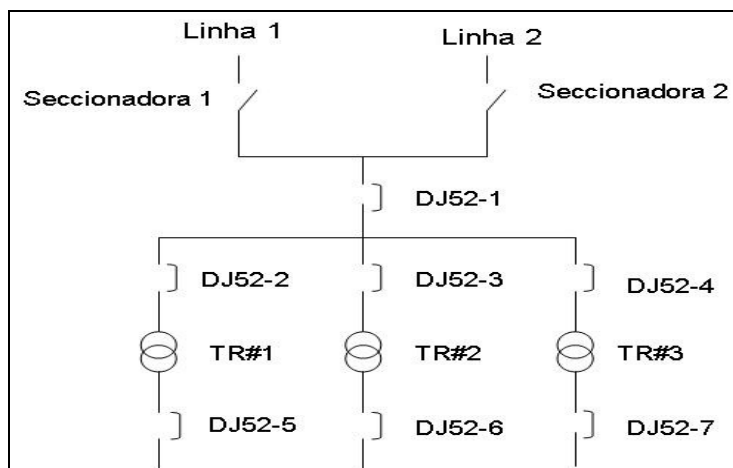 Linha 1
Linha 2
Seccionadora 1
Seccionadora 2
DJ52-1
DJ52-2
DJ52-3
DJ52-4
TR#1
TR#2
TR#3
DJ52-5
DJ52-6
DJ52-7